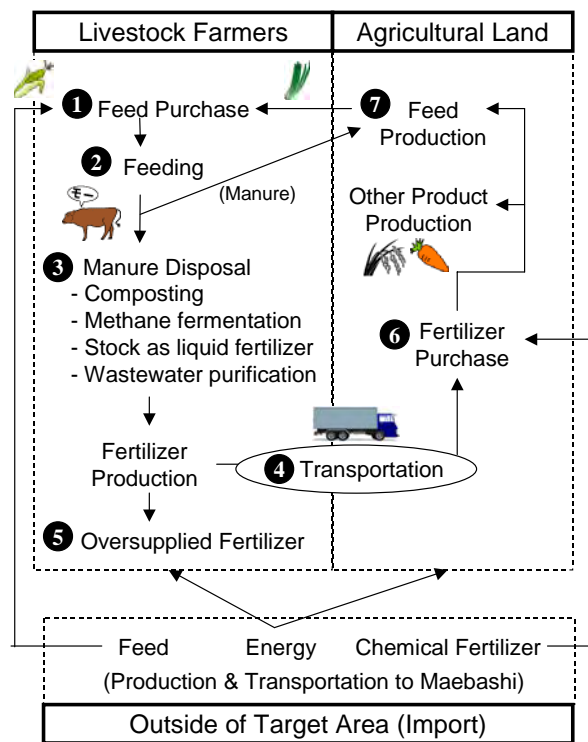 Livestock Farmers
Agricultural Land
1 Feed Purchase
7 Feed
Production
2 Feeding
(Manure)
モー
Other Product
Production
3 Manure Disposal
- Composting
- Methane fermentation
- Stock as liquid fertilizer
- Wastewater purification
6 Fertilizer
Purchase
Fertilizer
Production
4 Transportation
5 Oversupplied Fertilizer
Feed Energy Chemical Fertilizer
(Production & Transportation to Maebashi)
Outside of Target Area (Import)